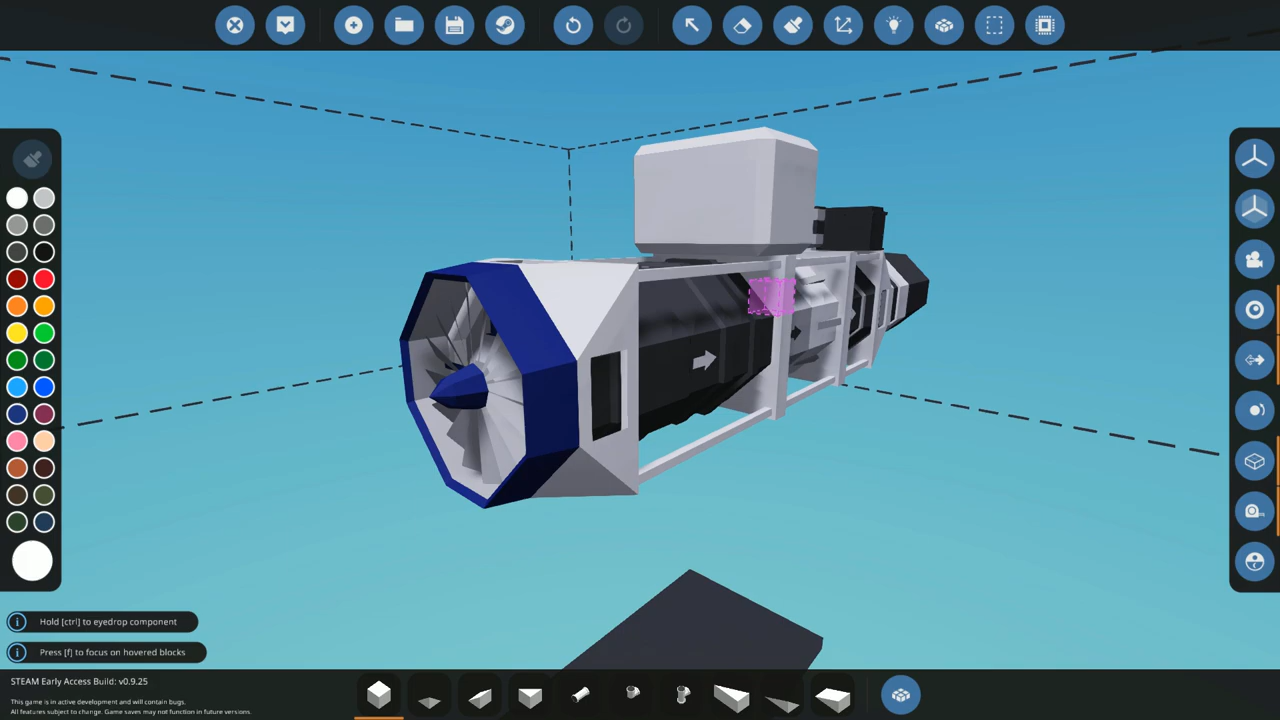 Hold [ctrl] to eyedrop component
Press [f] to focus on hovered blocks
STEAM Early Access Build: v0.9.25
This game is in active development and will contain bugs.
All features subject to change. Game saves may not function in future versions.